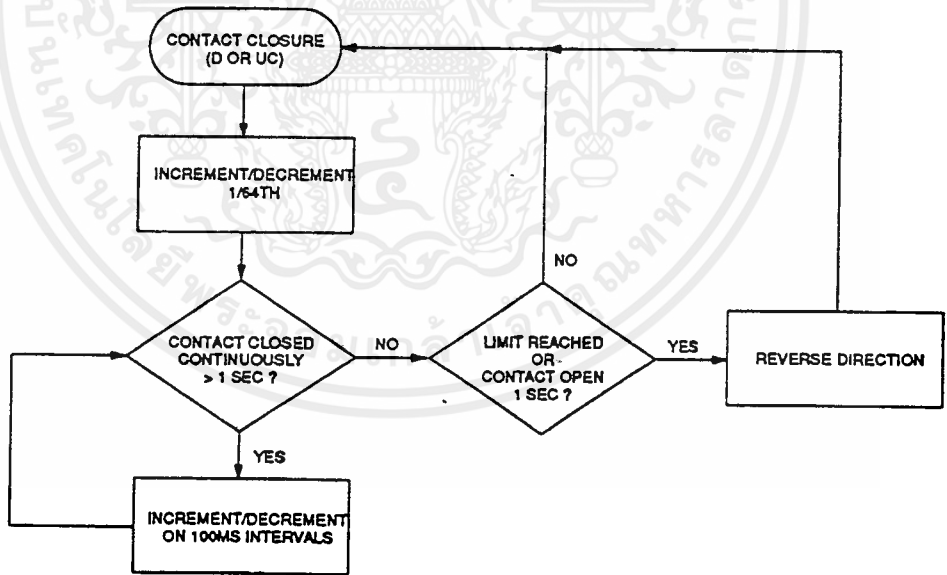 CONTACT CLOSURE
(D OR UC)
INCREMENT/DECREMENT
1/64TH
CONTACT CLOSED
CONTINUOUSLY
> 1 SEC ?
NO
LIMIT REACHED
OR
CONTACT OPEN
1 SEC ?
NO
YES
REVERSE DIRECTION
YES
INCREMENT/DECREMENT
ON 100MS INTERVALS